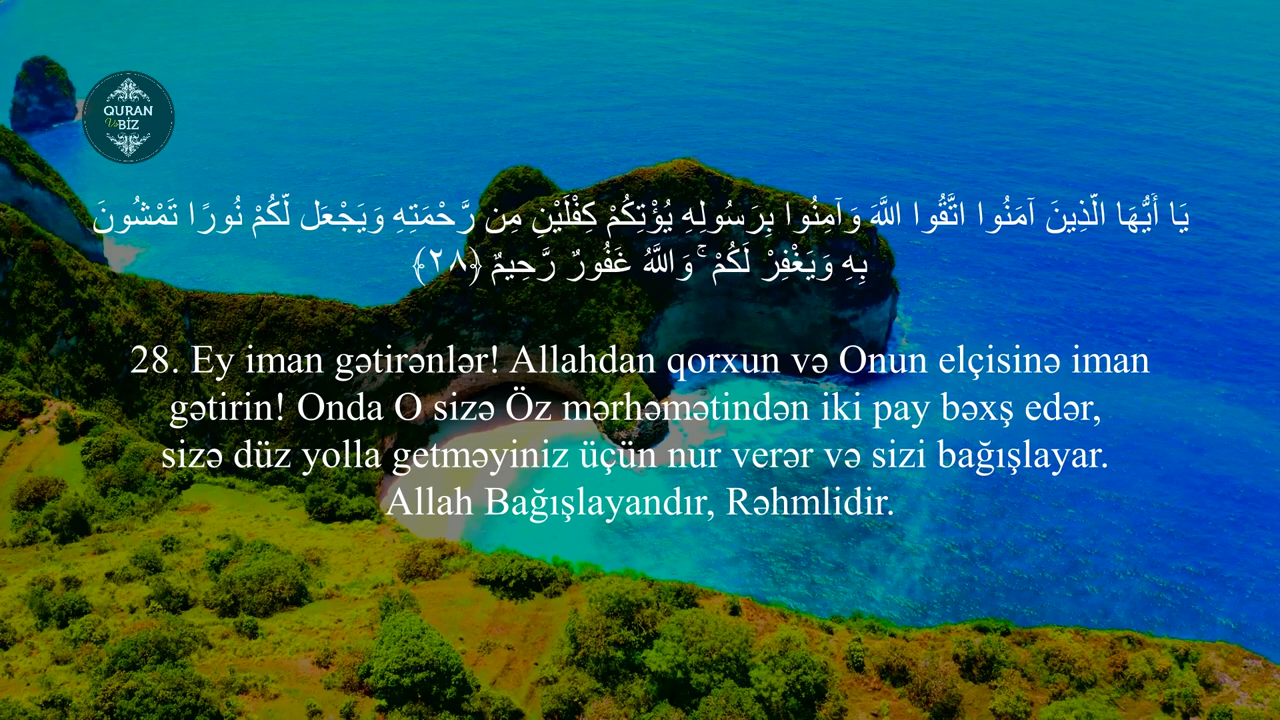 QURAN
Və BİZ
يَا أَيُّهَا الَّذِينَ آمَنُوا اتَّقُوا اللَّهَ وَآمِنُوا بِرَسُولِهِ يُؤْتِكُمْ كِفْلَيْنِ مِن رَّحْمَتِهِ وَيَجْعَل لَّكُمْ نُورًا تَمْشُونَ
بِهِ وَيَغْفِرْ لَكُمْ ۚ وَاللَّهُ غَفُورٌ رَّحِيمٌ ﴿٢٨﴾
28. Ey iman gətirənlər! Allahdan qorxun və Onun elçisinə iman
gətirin! Onda O sizə Öz mərhəmətindən iki pay bəxş edər,
sizə düz yolla getməyiniz üçün nur verər və sizi bağışlayar.
Allah Bağışlayandır, Rəhmlidir.